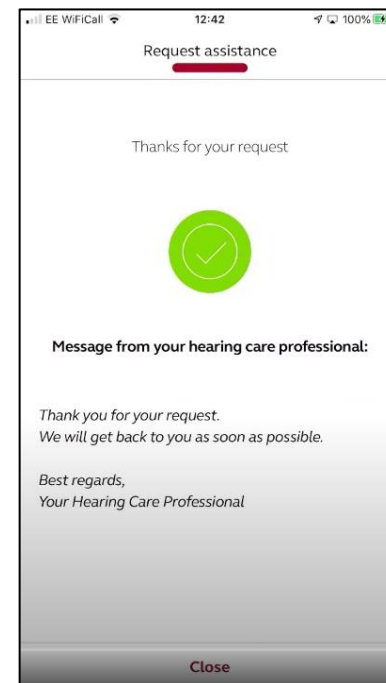 EE WiFiCall 12:42 100%
Request assistance
Thanks for your request
Message from your hearing care professional:
Thank you for your request.
We will get back to you as soon as possible.
Best regards,
Your Hearing Care Professional
Close